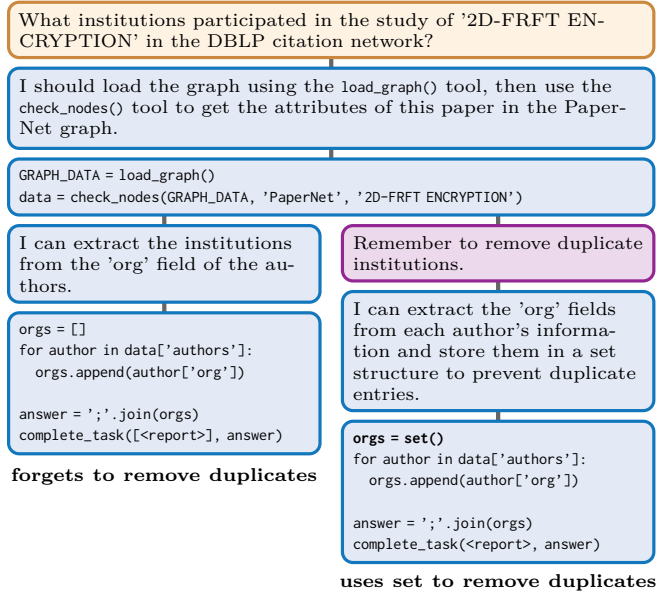 What institutions participated in the study of '2D-FRFT EN-
CRYPTION' in the DBLP citation network?
I should load the graph using the load_graph() tool, then use the
check_nodes() tool to get the attributes of this paper in the Paper-
Net graph.
GRAPH_DATA = load_graph()
data = check_nodes(GRAPH_DATA, 'PaperNet', '2D-FRFT ENCRYPTION')
I can extract the institutions
from the 'org' field of the au-
thors.
orgs = []
for author in data['authors']:
  orgs.append(author['org'])
answer = ';'.join(orgs)
complete_task([<report>], answer)
forgets to remove duplicates
Remember to remove duplicate
institutions.
I can extract the 'org' fields
from each author's informa-
tion and store them in a set
structure to prevent duplicate
entries.
orgs = set()
for author in data['authors']:
  orgs.append(author['org'])
answer = ';'.join(orgs)
complete_task(<report>, answer)
uses set to remove duplicates